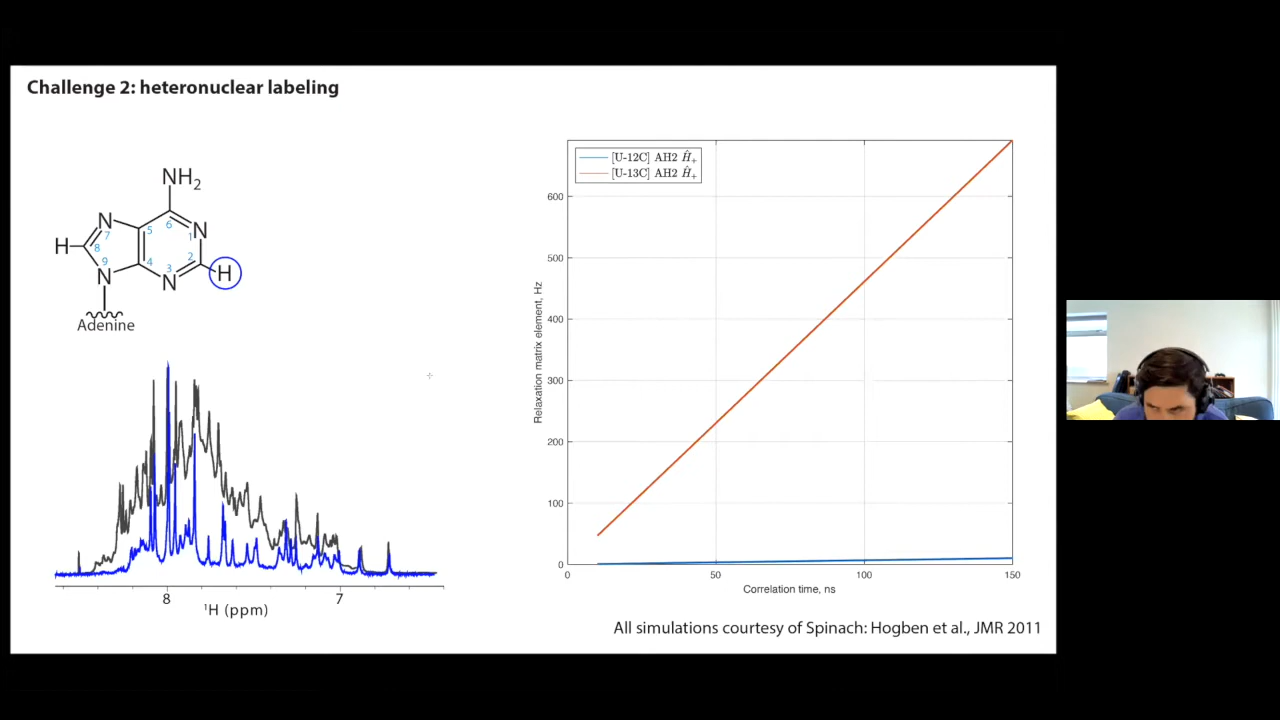 Challenge 2: heteronuclear labeling
NH2
N
7
5
6
N
1
H
8
2
H
9
4
3
N
N
Adenine
8
7
1H (ppm)
[U-12C] AH2 Ĥ+
[U-13C] AH2 Ĥ+
600
500
400
300
200
100
0
Relaxation matrix element, Hz
0
50
100
150
Correlation time, ns
All simulations courtesy of Spinach: Hogben et al., JMR 2011